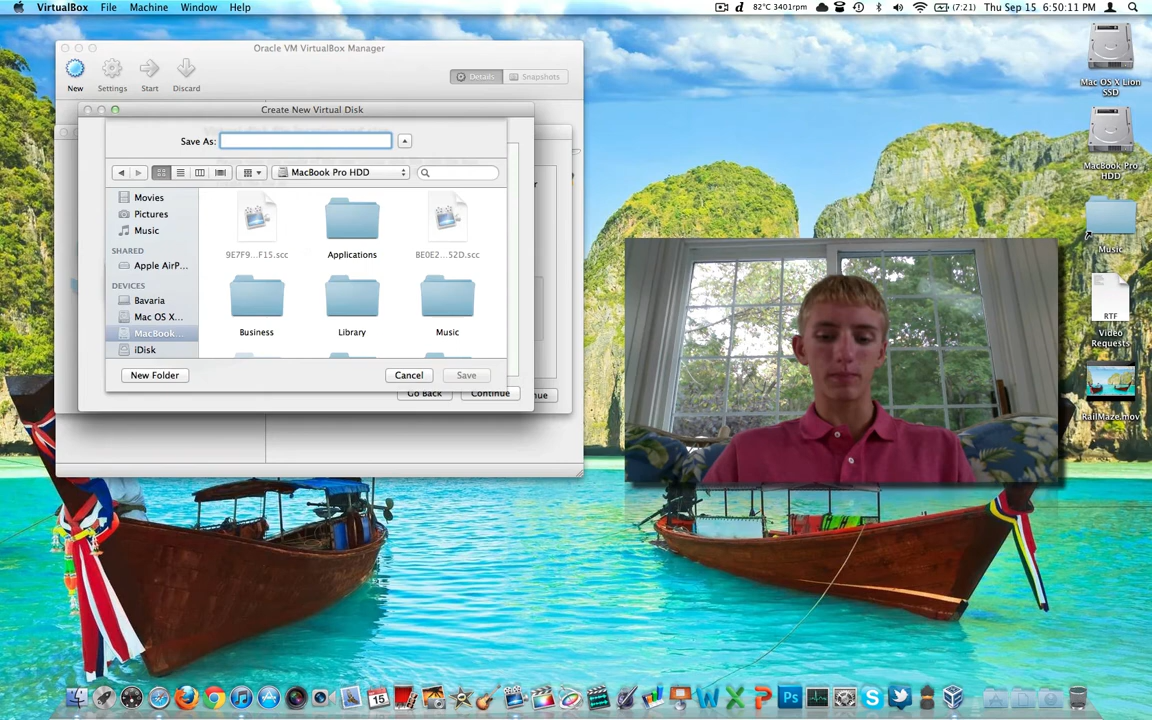 VirtualBox File Machine Window Help
82°C 3401rpm (7:21) Thu Sep 15 6:50:11 PM
Oracle VM VirtualBox Manager
New Settings Start Discard
Details Snapshots
Create New Virtual Disk
Save As:
MacBook Pro HDD
Movies
Pictures
Music
SHARED
Apple AirP...
DEVICES
Bavaria
Mac OS X...
MacBook...
iDisk
9E7F9...F15.scc Applications BE0E2...52D.scc
Business Library Music
New Folder Cancel Save
Go Back Continue
Mac OS X Lion
SSD
MacBook Pro
HDD
Music
RTF
Video
Requests
RailMaze.mov
15